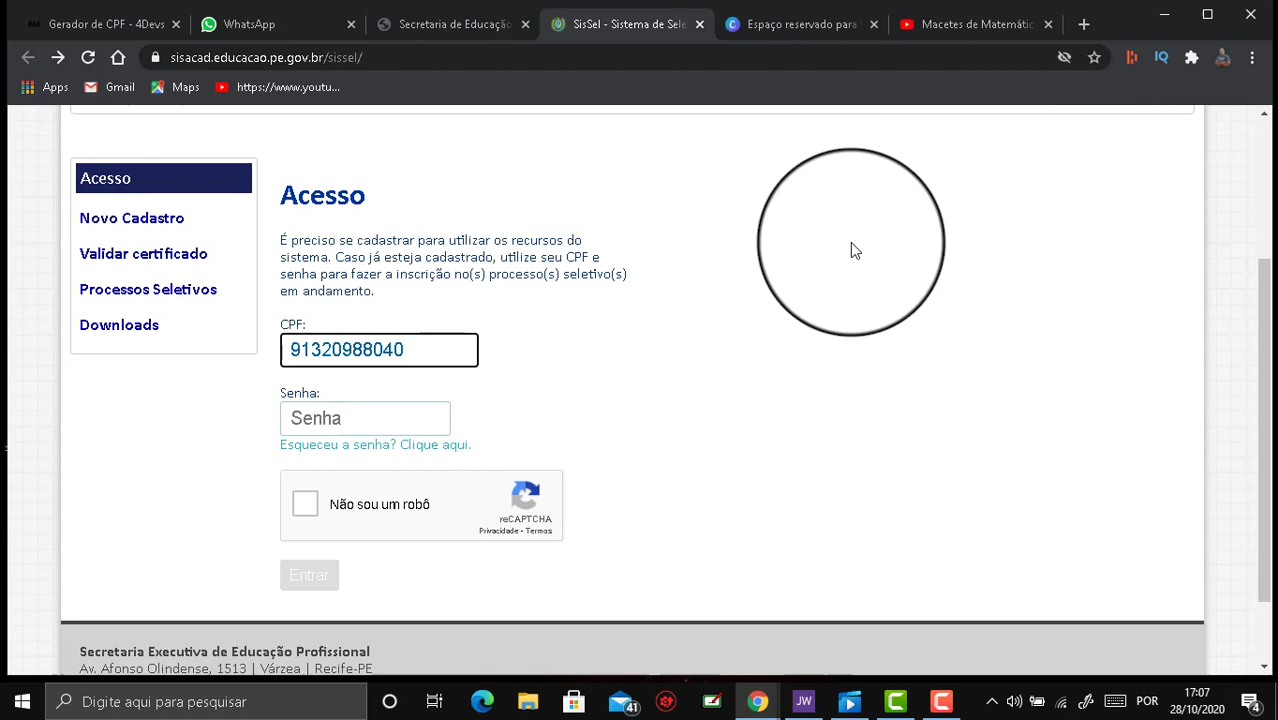 Gerador de CPF - 4Devs
WhatsApp
Secretaria de Educação
SisSel - Sistema de Sele
Espaço reservado para
Macetes de Matemátic
sisacad.educacao.pe.gov.br/sissel/
Apps
Gmail
Maps
https://www.youtu...
Acesso
Novo Cadastro
Validar certificado
Processos Seletivos
Downloads
Acesso
É preciso se cadastrar para utilizar os recursos do
sistema. Caso já esteja cadastrado, utilize seu CPF e
senha para fazer a inscrição no(s) processo(s) seletivo(s)
em andamento.
CPF:
91320988040
Senha:
Senha
Esqueceu a senha? Clique aqui.
Não sou um robô
reCAPTCHA
Privacidade • Termos
Entrar
Secretaria Executiva de Educação Profissional
Av. Afonso Olindense, 1513 | Várzea | Recife-PE
Digite aqui para pesquisar
41
JW
POR
17:07
28/10/2020
4